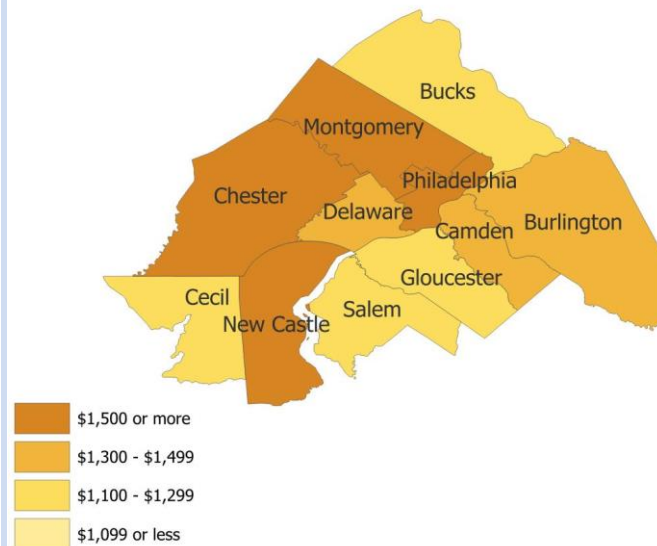 Bucks
Montgomery
Philadelphia
Chester
Delaware
Burlington
Camden
Gloucester
Cecil
Salem
New Castle
$1,500 or more
$1,300 - $1,499
$1,100 - $1,299
$1,099 or less